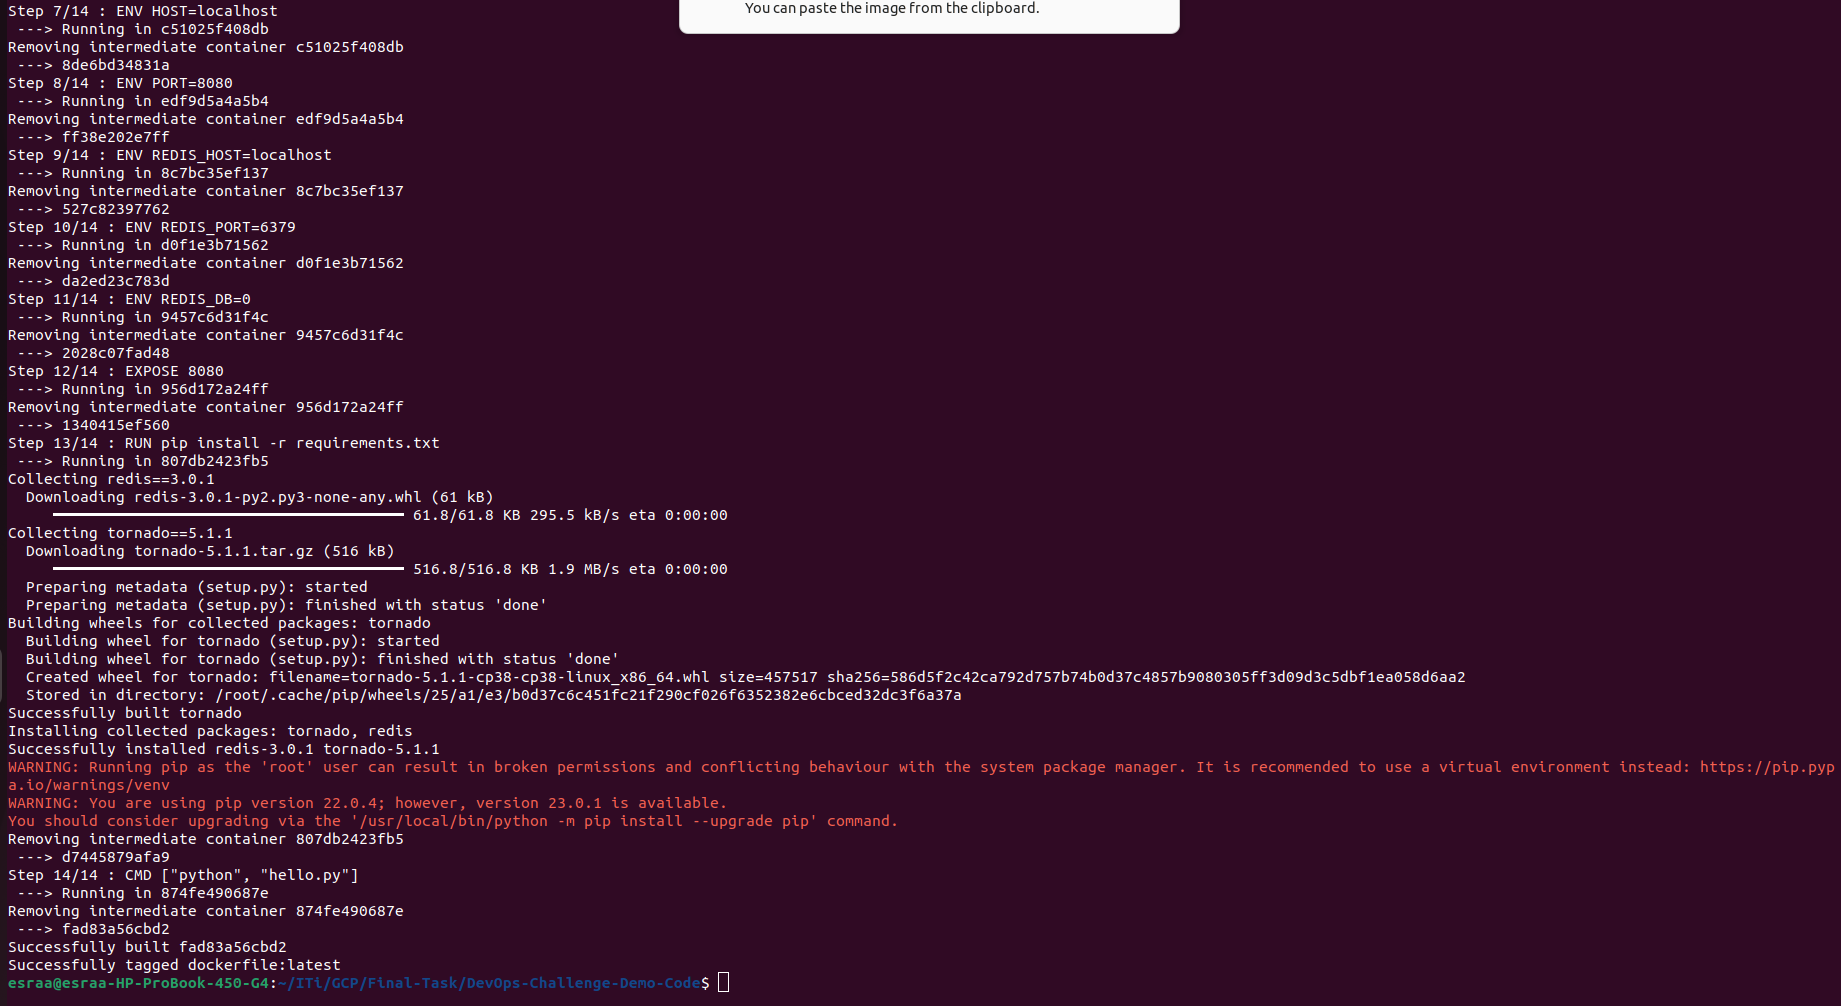 You can paste the image from the clipboard.
Step 7/14 : ENV HOST=localhost
 ---> Running in c51025f408db
Removing intermediate container c51025f408db
 ---> 8de6bd34831a
Step 8/14 : ENV PORT=8080
 ---> Running in edf9d5a4a5b4
Removing intermediate container edf9d5a4a5b4
 ---> ff38e202e7ff
Step 9/14 : ENV REDIS_HOST=localhost
 ---> Running in 8c7bc35ef137
Removing intermediate container 8c7bc35ef137
 ---> 527c82397762
Step 10/14 : ENV REDIS_PORT=6379
 ---> Running in d0f1e3b71562
Removing intermediate container d0f1e3b71562
 ---> da2ed23c783d
Step 11/14 : ENV REDIS_DB=0
 ---> Running in 9457c6d31f4c
Removing intermediate container 9457c6d31f4c
 ---> 2028c07fad48
Step 12/14 : EXPOSE 8080
 ---> Running in 956d172a24ff
Removing intermediate container 956d172a24ff
 ---> 1340415ef560
Step 13/14 : RUN pip install -r requirements.txt
 ---> Running in 807db2423fb5
Collecting redis==3.0.1
  Downloading redis-3.0.1-py2.py3-none-any.whl (61 kB)
61.8/61.8 KB 295.5 kB/s eta 0:00:00
Collecting tornado==5.1.1
  Downloading tornado-5.1.1.tar.gz (516 kB)
516.8/516.8 KB 1.9 MB/s eta 0:00:00
  Preparing metadata (setup.py): started
  Preparing metadata (setup.py): finished with status 'done'
Building wheels for collected packages: tornado
  Building wheel for tornado (setup.py): started
  Building wheel for tornado (setup.py): finished with status 'done'
  Created wheel for tornado: filename=tornado-5.1.1-cp38-cp38-linux_x86_64.whl size=457517 sha256=586d5f2c42ca792d757b74b0d37c4857b9080305ff3d09d3c5dbf1ea058d6aa2
  Stored in directory: /root/.cache/pip/wheels/25/a1/e3/b0d37c6c451fc21f290cf026f6352382e6cbced32dc3f6a37a
Successfully built tornado
Installing collected packages: tornado, redis
Successfully installed redis-3.0.1 tornado-5.1.1
WARNING: Running pip as the 'root' user can result in broken permissions and conflicting behaviour with the system package manager. It is recommended to use a virtual environment instead: https://pip.pyp
a.io/warnings/venv
WARNING: You are using pip version 22.0.4; however, version 23.0.1 is available.
You should consider upgrading via the '/usr/local/bin/python -m pip install --upgrade pip' command.
Removing intermediate container 807db2423fb5
 ---> d7445879afa9
Step 14/14 : CMD ["python", "hello.py"]
 ---> Running in 874fe490687e
Removing intermediate container 874fe490687e
 ---> fad83a56cbd2
Successfully built fad83a56cbd2
Successfully tagged dockerfile:latest
esraa@esraa-HP-ProBook-450-G4:~/ITi/GCP/Final-Task/DevOps-Challenge-Demo-Code$